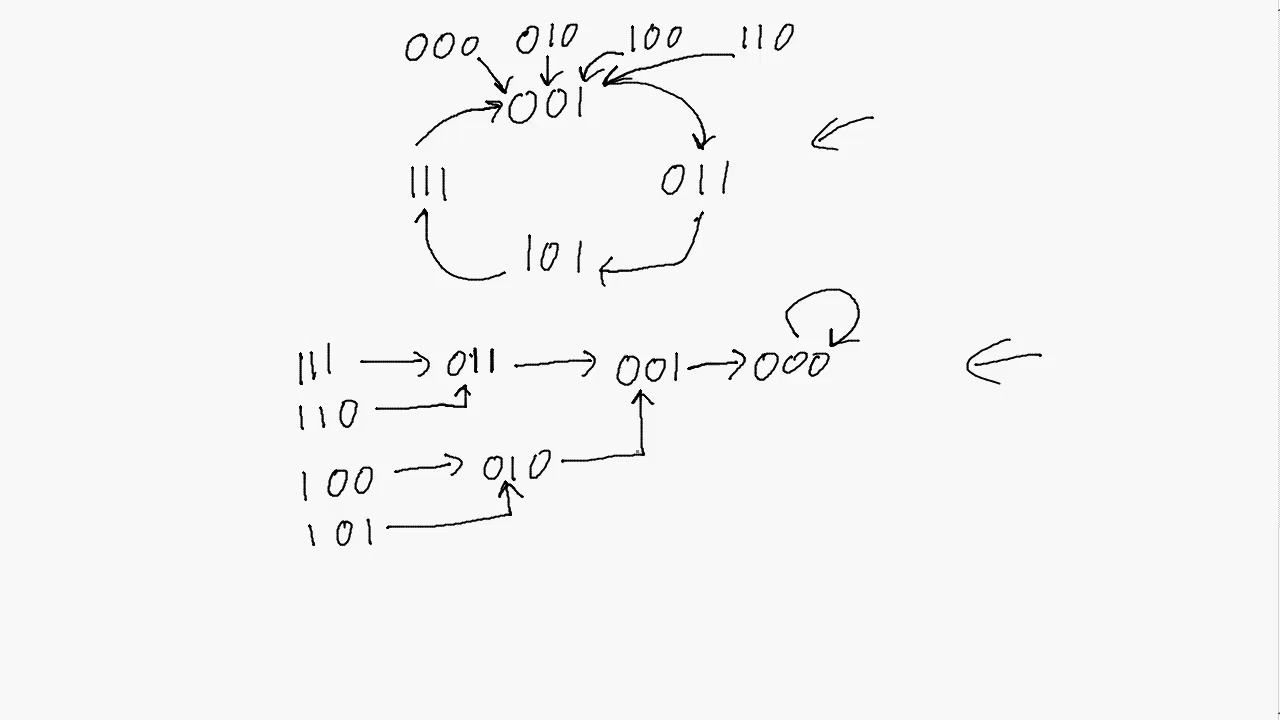 000 010 100 110
001
111 011
101
111 → 011 → 001 → 000
110
100 → 010
101